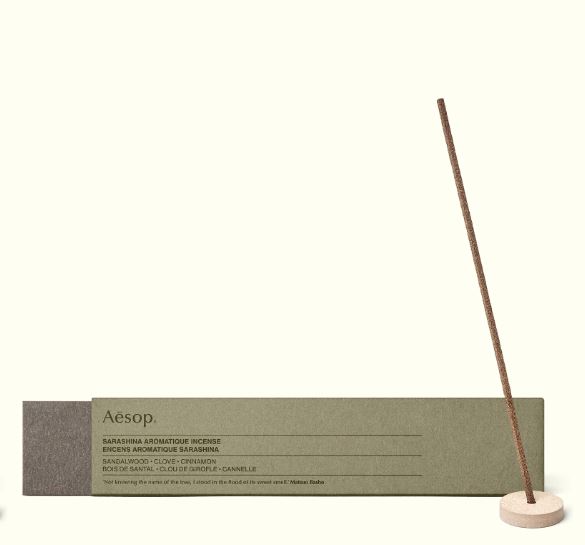 Aēsop.
SARASHINA AROMATIQUE INCENSE
ENCENS AROMATIQUE SARASHINA
SANDALWOOD • CLOVE • CINNAMON
BOIS DE SANTAL • CLOU DE GIROFLE • CANNELLE
'Not knowing the name of the tree, I stood in the flood of its sweet smell.' Matsuo Basho